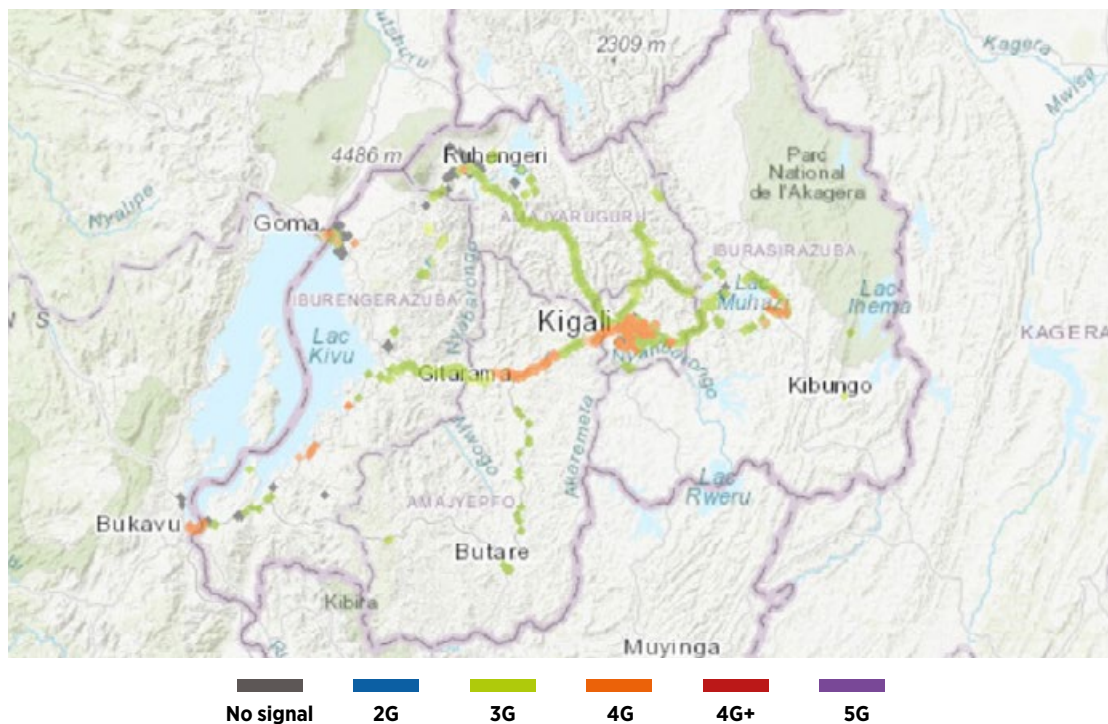 2309 m
Kagera
Mwisa
4486 m
Ruhengeri
Parc
National
de l'Akagera
Goma
AMAJYARUGURU
IBURASIRAZUBA
IBURENGERAZUBA
Nyabarongo
Lac
Muhazi
Lac
Ihema
Kigali
KAGERA
Lac
Kivu
Nyabarongo
Gitarama
Kibungo
Akanyaru
Mwogo
Lac
Rweru
AMAJYEPFO
Bukavu
Butare
Kibira
Muyinga
No signal
2G
3G
4G
4G+
5G